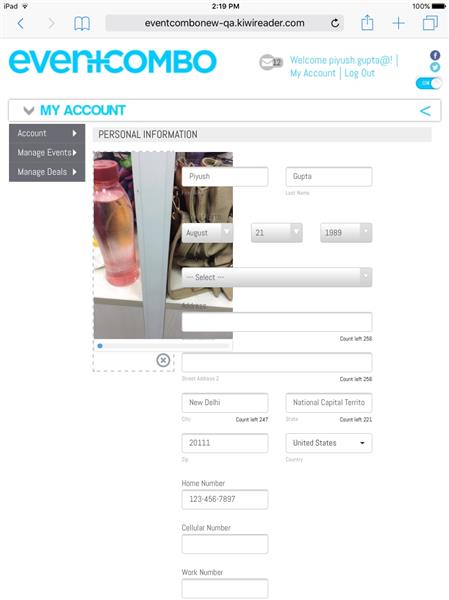 iPad
2:19 PM
100%
eventcombonew-qa.kiwireader.com
eventcombo
12
Welcome piyush.gupta@! |
My Account | Log Out
ON
MY ACCOUNT
<
Account
Manage Events
Manage Deals
PERSONAL INFORMATION
Piyush
Gupta
Last Name
August
21
1989
--- Select ---
Address
Count left 256
Street Address 2
Count left 256
New Delhi
National Capital Territo
City
Count left 247
State
Count left 221
20111
United States
Zip
Country
Home Number
123-456-7897
Cellular Number
Work Number